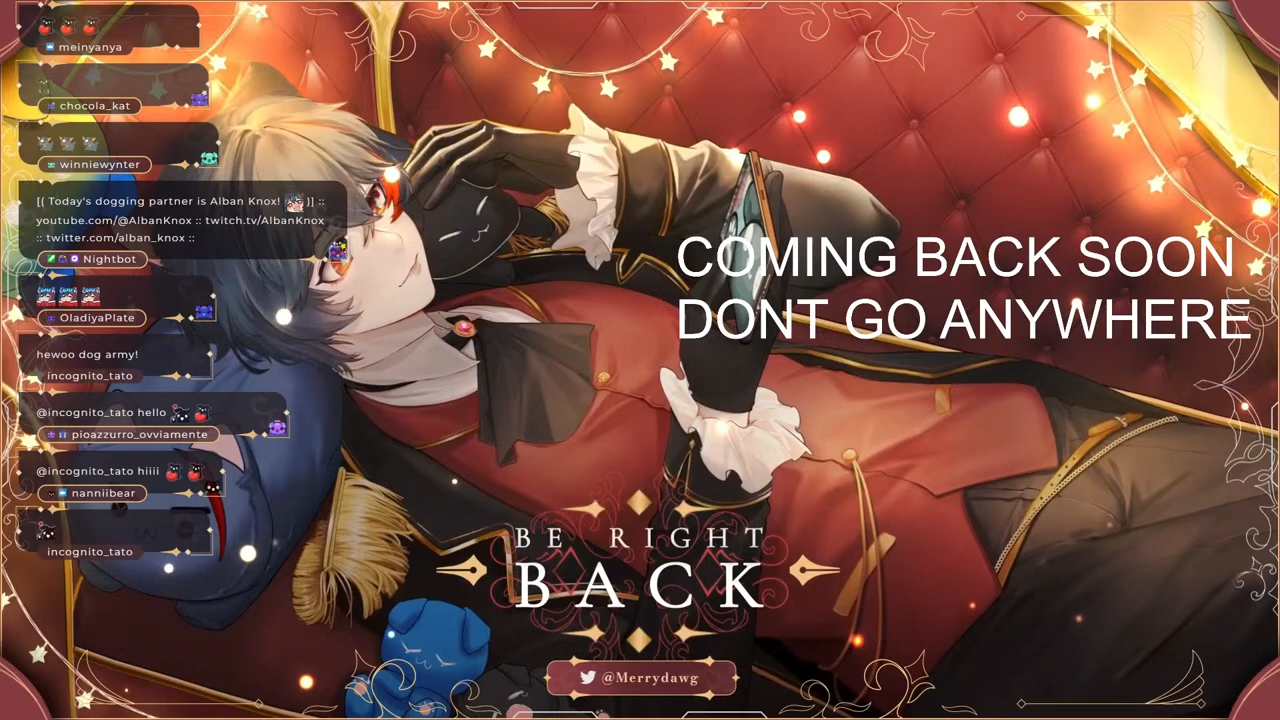 meinyanya
chocola_kat
winniewynter
[( Today's dogging partner is Alban Knox! )] ::
youtube.com/@AlbanKnox :: twitch.tv/AlbanKnox
:: twitter.com/alban_knox ::
Nightbot
OladiyaPlate
hewoo dog army!
incognito_tato
@incognito_tato hello
pioazzurro_ovviamente
@incognito_tato hiiii
nanniibear
incognito_tato
COMING BACK SOON
DONT GO ANYWHERE
BE RIGHT
BACK
@Merrydawg